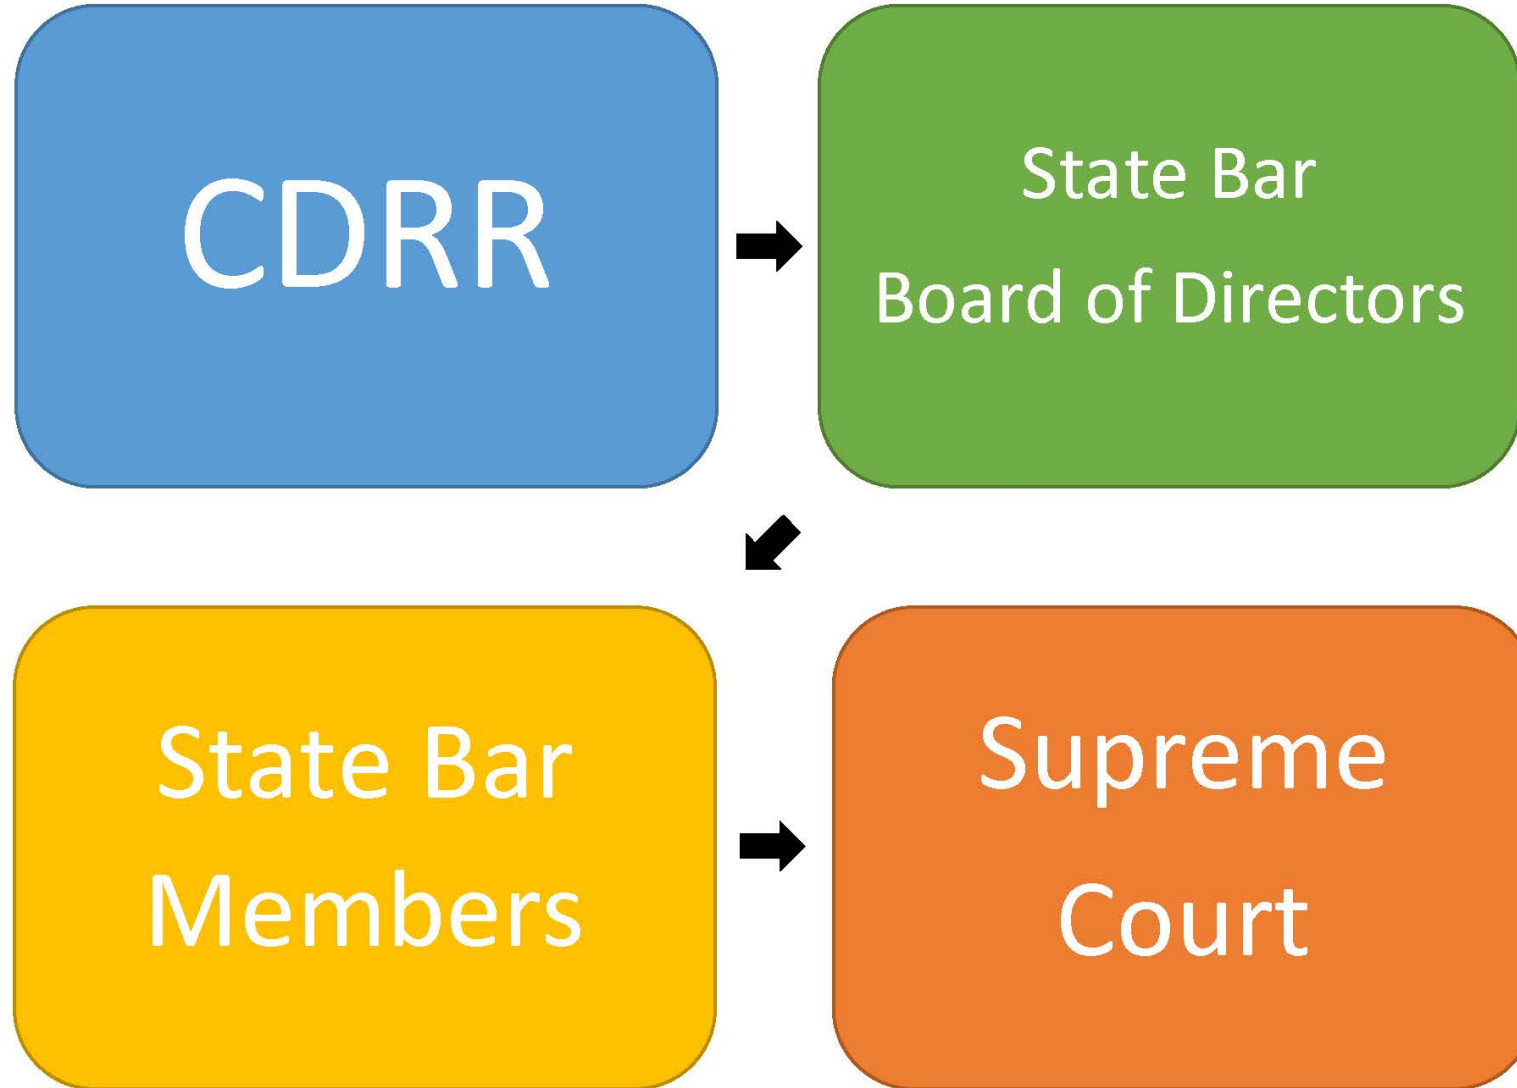 CDRR
State Bar
Board of Directors
State Bar
Members
Supreme
Court